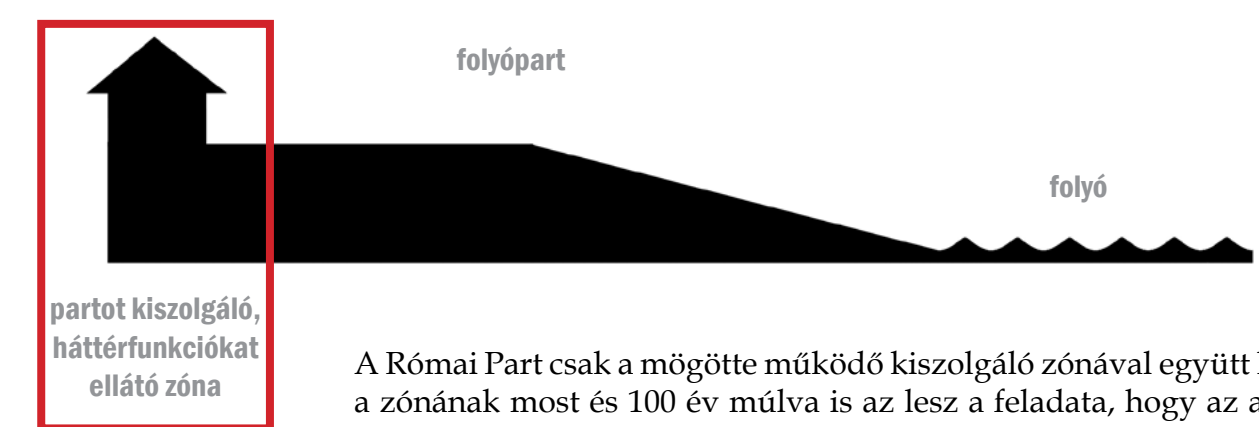 folyópart
folyó
partot kiszolgáló,
háttérfunkciókat
ellátó zóna
A Római Part csak a mögötte működő kiszolgáló zónával együtt
a zónának most és 100 év múlva is az lesz a feladata, hogy az a